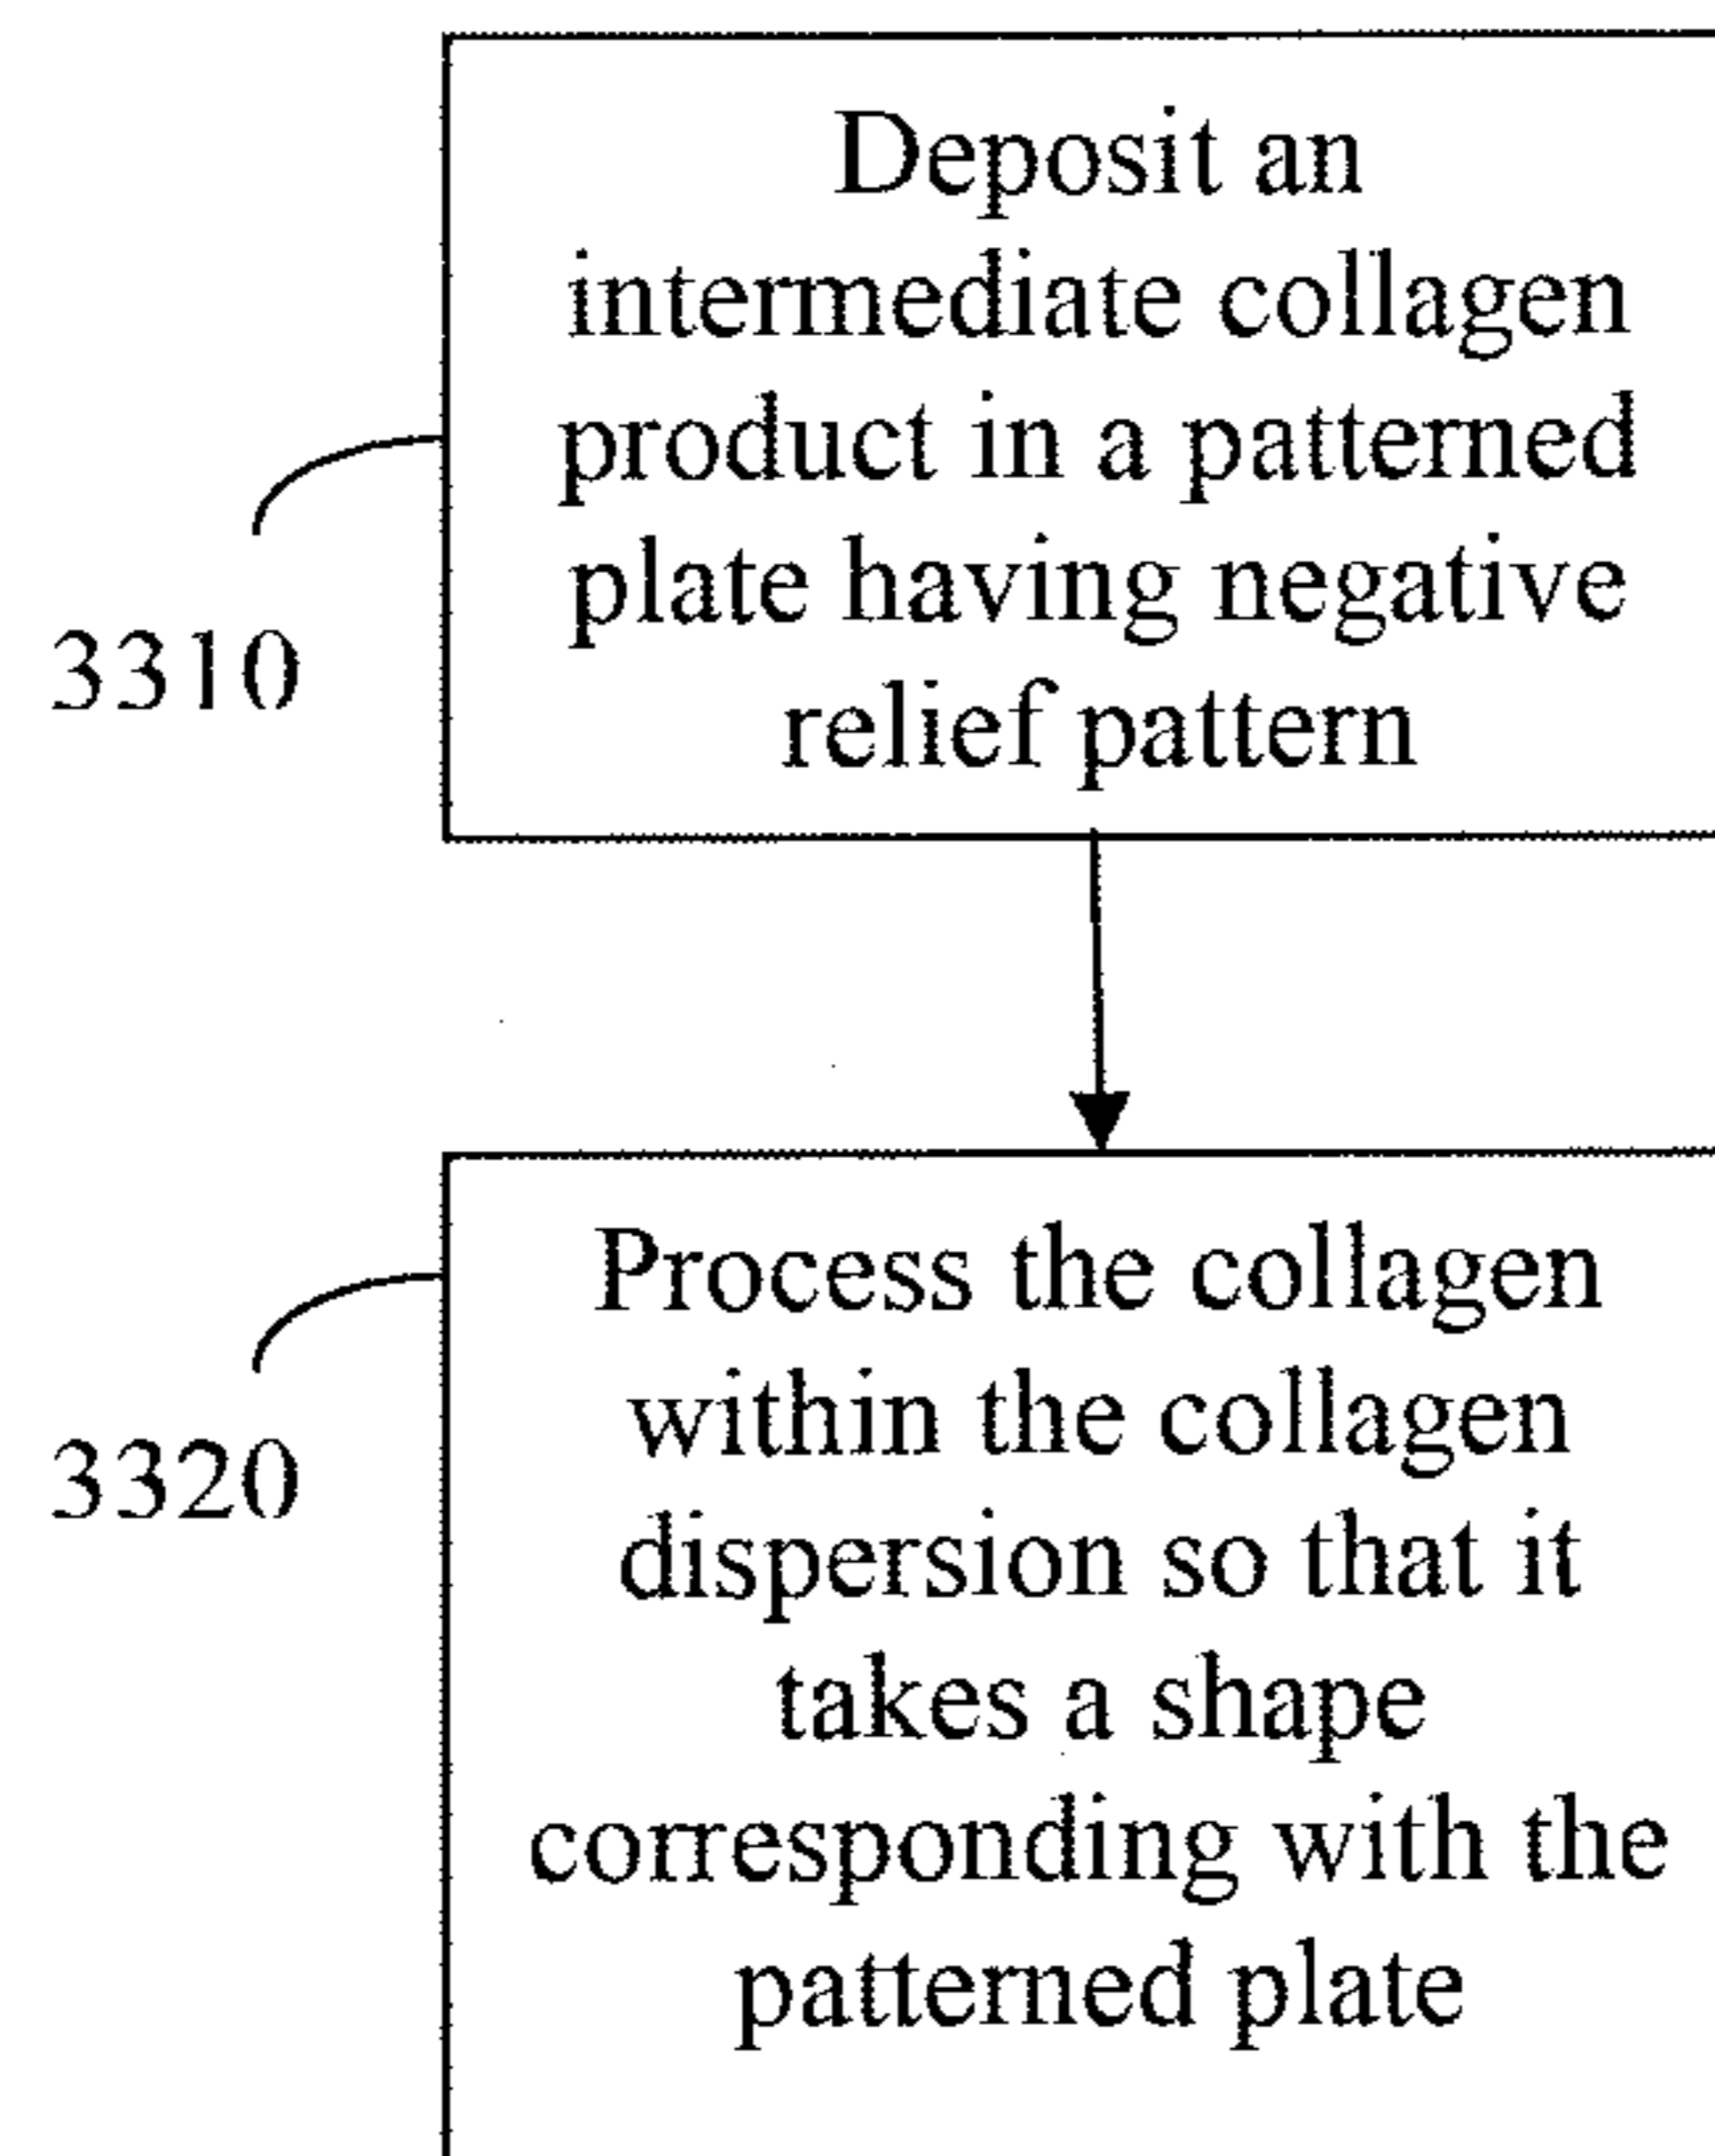 Deposit an
intermediate collagen
product in a patterned
plate having negative
relief pattern
3310
Process the collagen
within the collagen
dispersion so that it
takes a shape
corresponding with the
patterned plate
3320